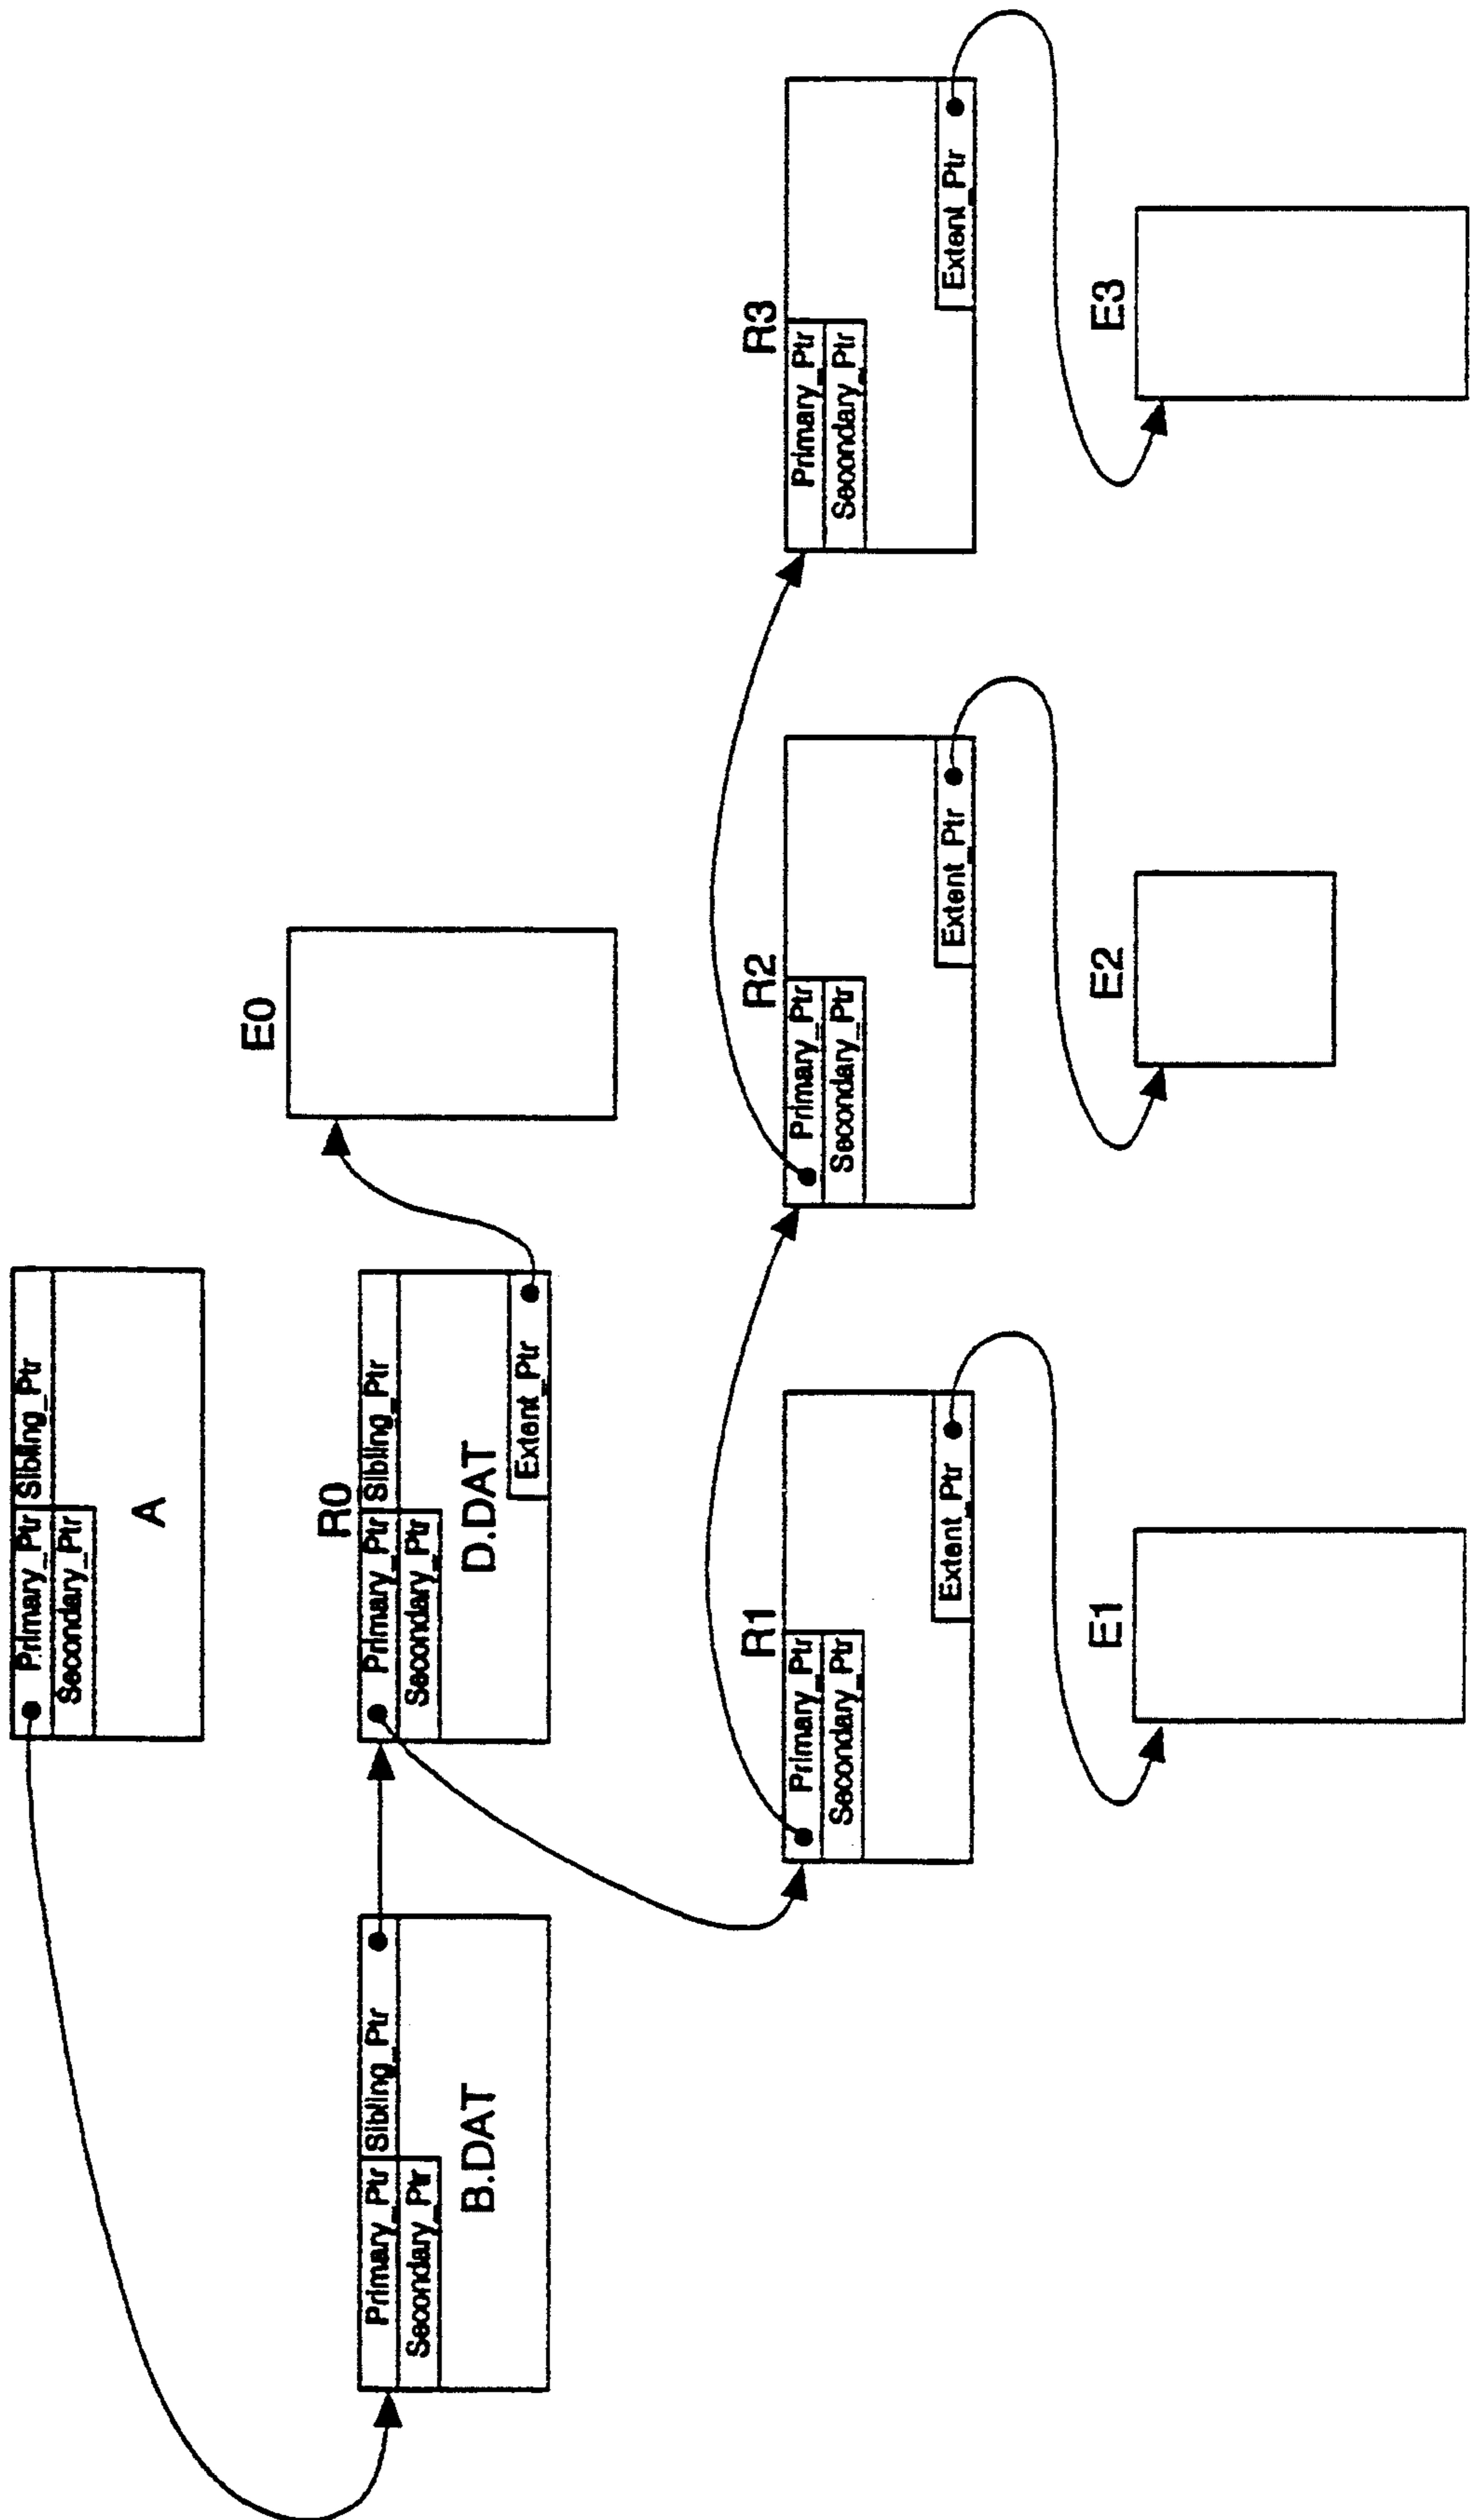 Primary_Ptr Sibling_Ptr
Secondary_Ptr
A
E0
R0
Primary_Ptr Sibling_Ptr
Secondary_Ptr
B.DAT
Primary_Ptr Sibling_Ptr
Secondary_Ptr
D.DAT
Extent_Ptr
R1
Primary_Ptr
Secondary_Ptr
Extent_Ptr
R2
Primary_Ptr
Secondary_Ptr
Extent_Ptr
R3
Primary_Ptr
Secondary_Ptr
Extent_Ptr
E1
E2
E3